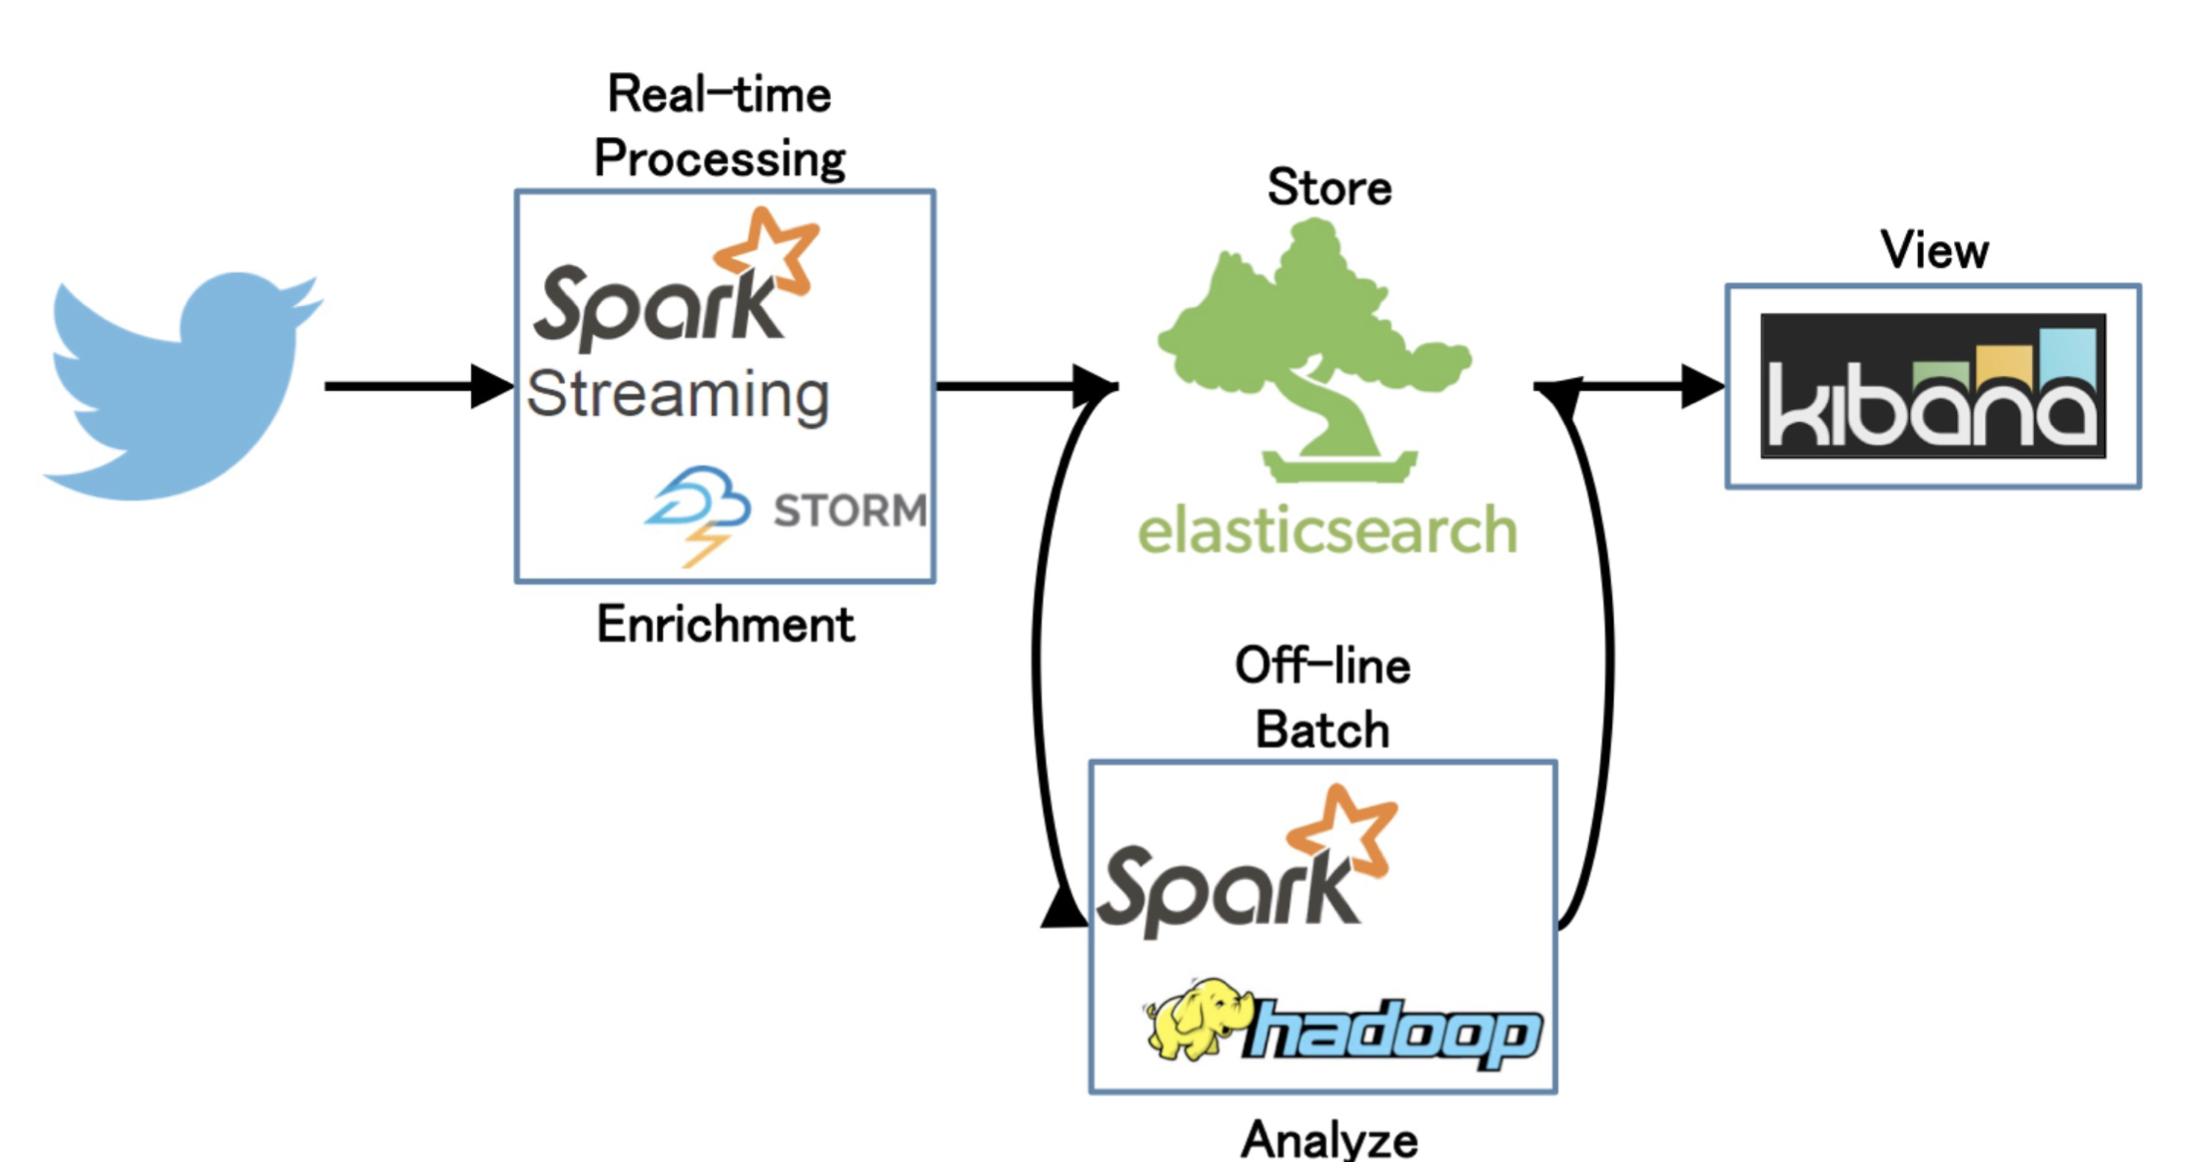 Real-time
Processing
Spark
Streaming
STORM
Enrichment
Store
elasticsearch
View
kibana
Off-line
Batch
Spark
hadoop
Analyze